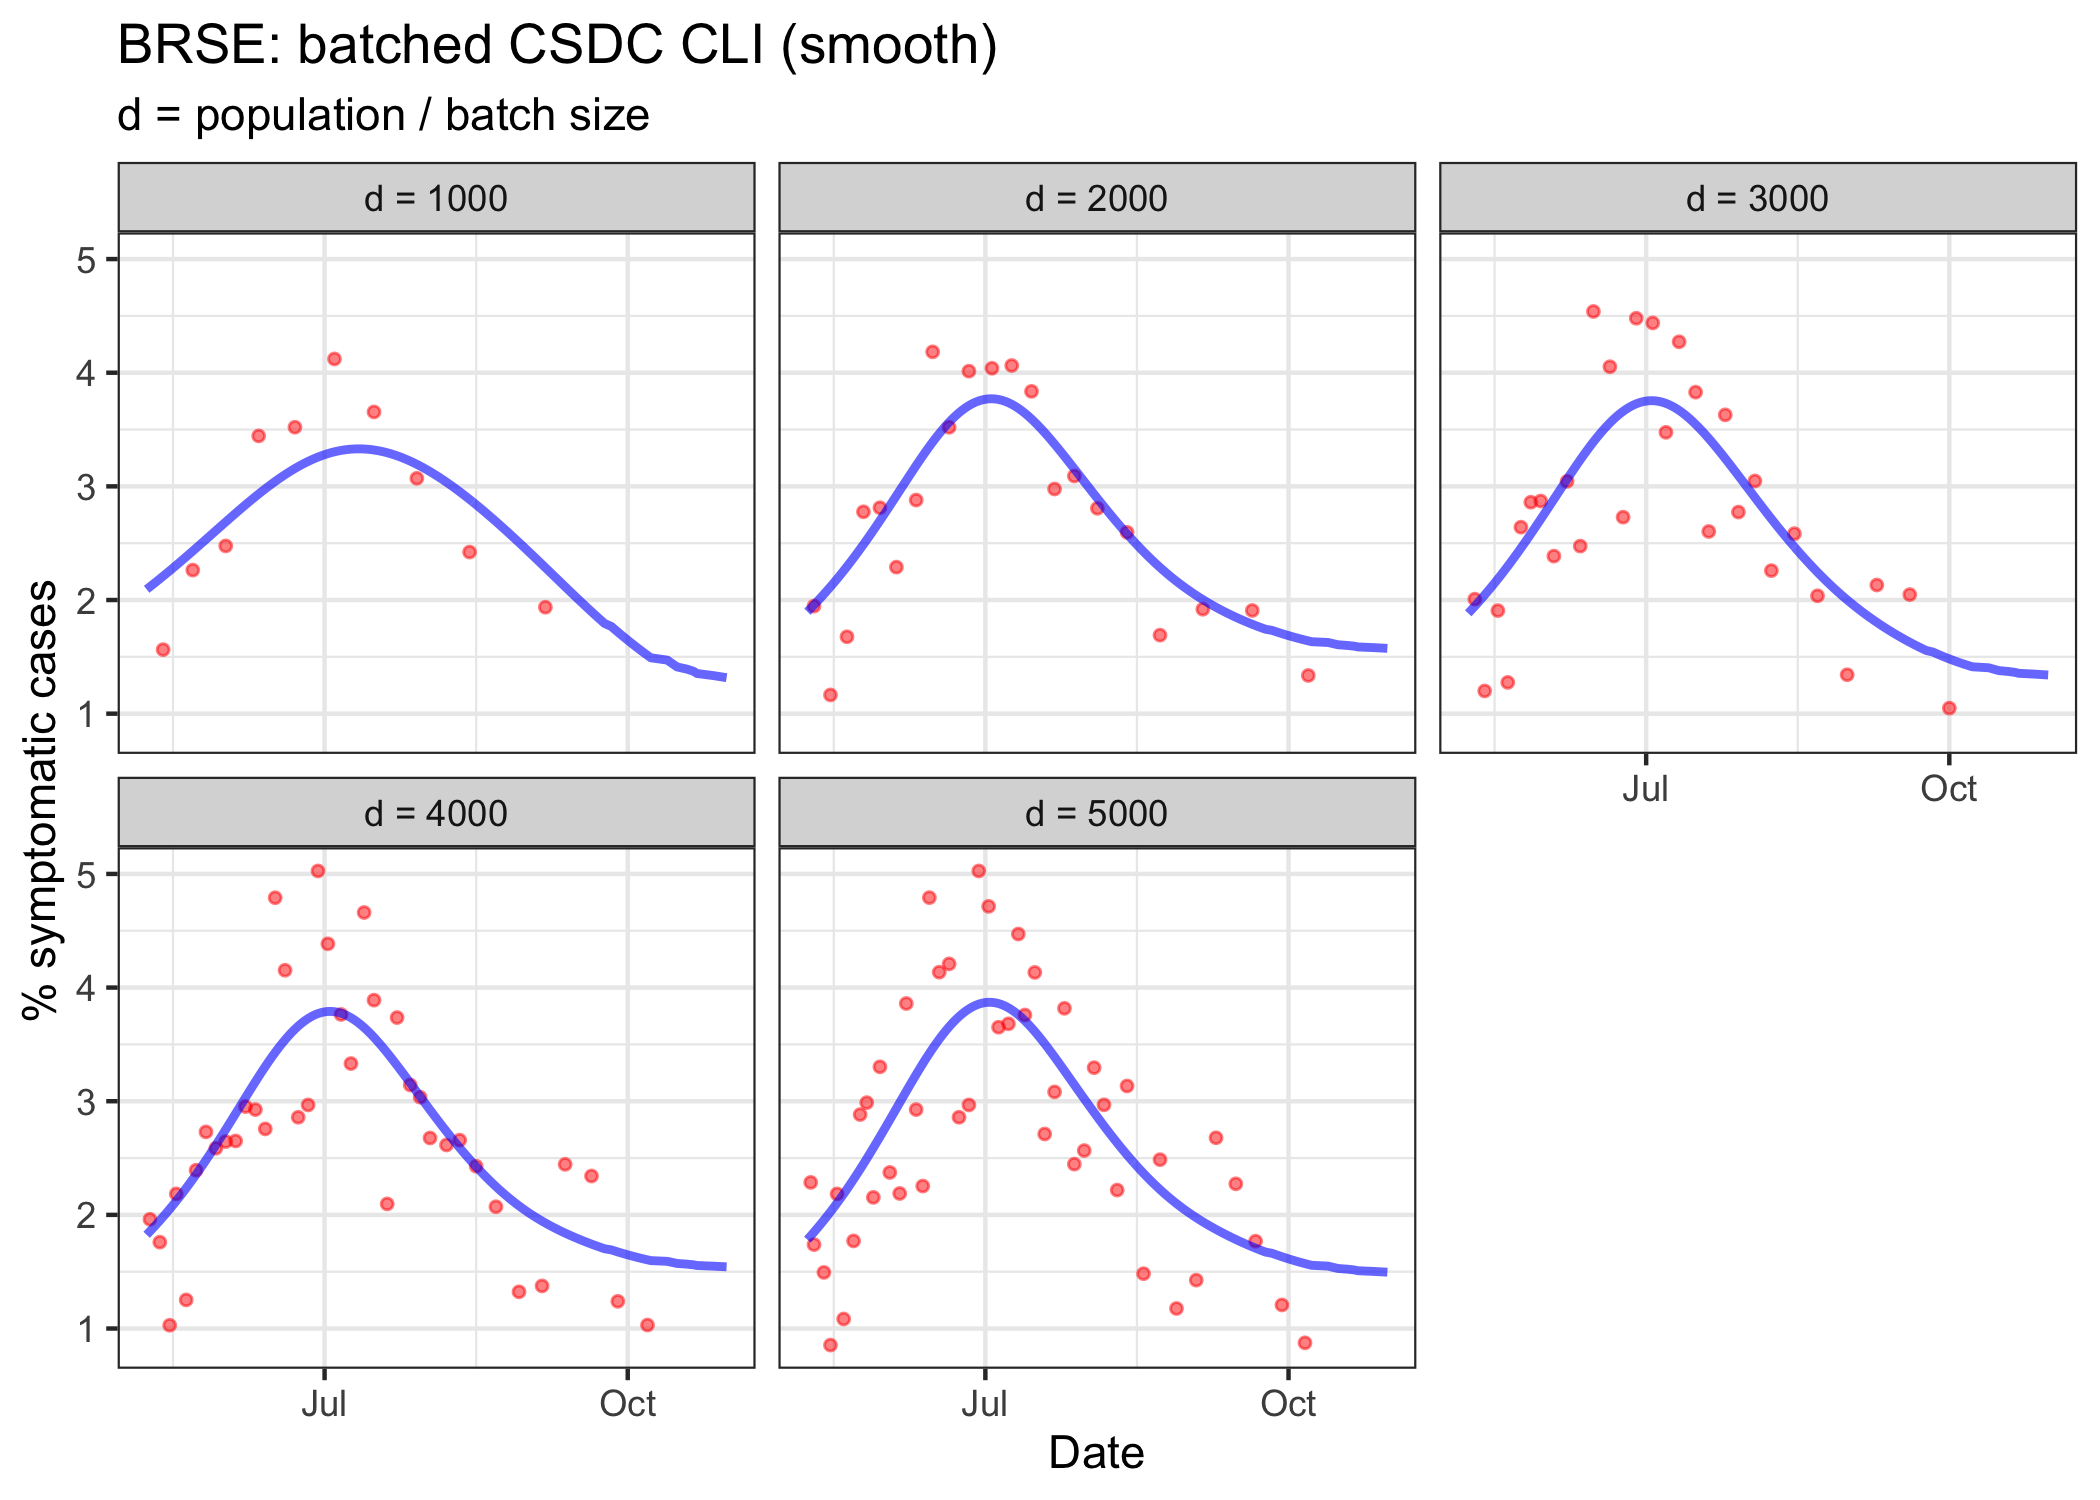 BRSE: batched CSDC CLI (smooth)
d = population / batch size
d = 1000
d = 2000
d = 3000
5
4
3
2
1
Jul
Oct
d = 4000
d = 5000
5
4
3
2
1
Jul
Oct
Jul
Oct
% symptomatic cases
Date